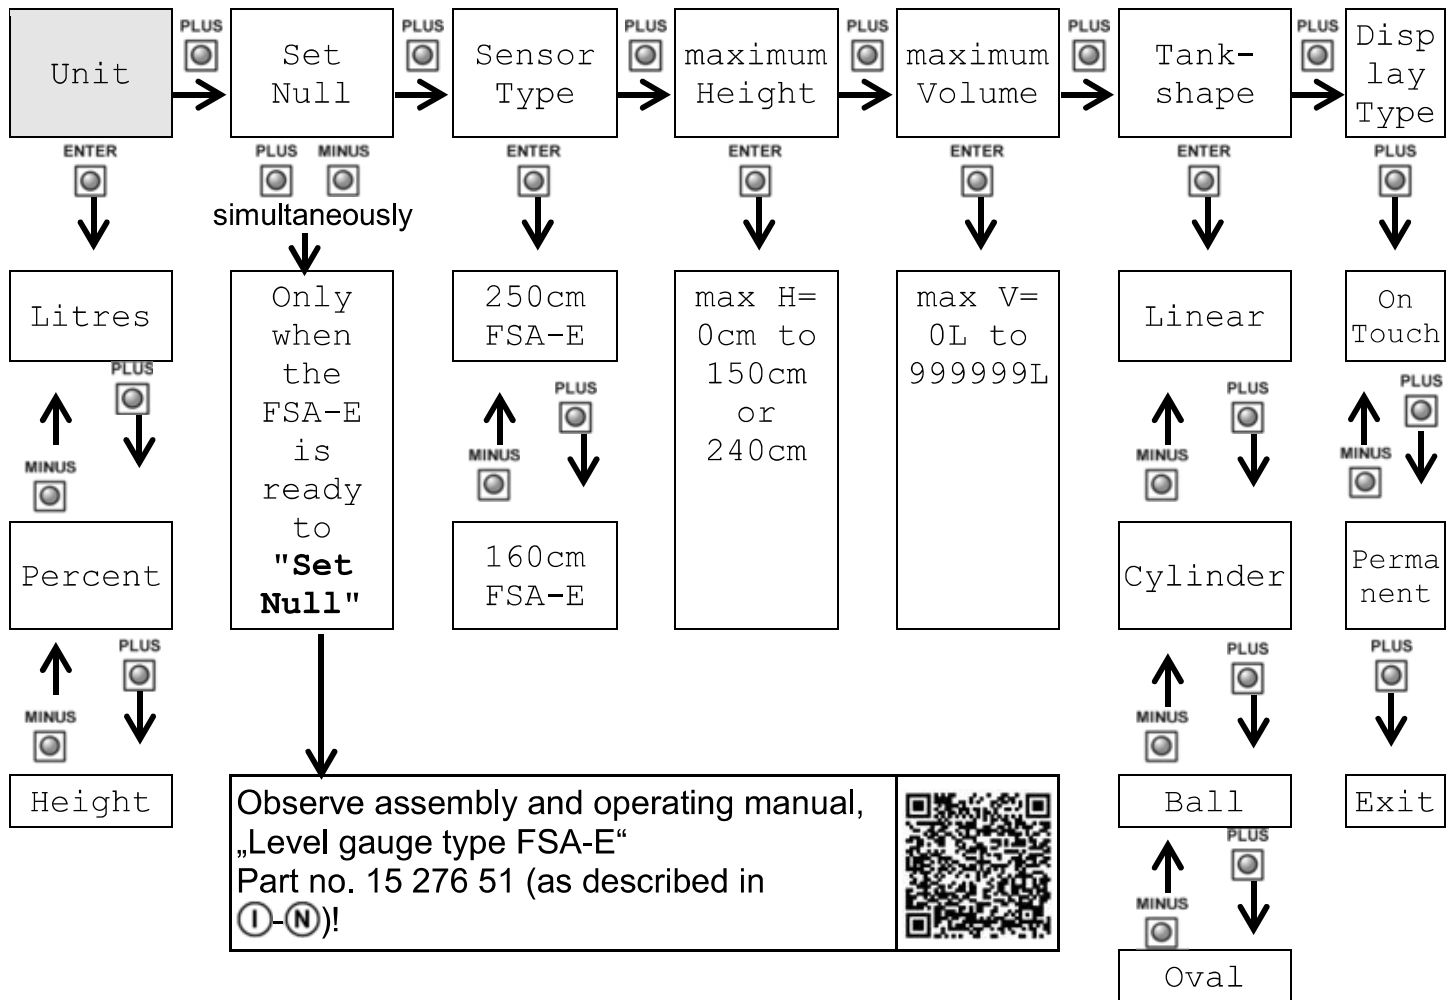 PLUS
PLUS
PLUS
PLUS
PLUS
PLUS
Unit
Set
Null
Sensor
Type
maximum
Height
maximum
Volume
Tank-
shape
Disp
lay
Type
ENTER
PLUS MINUS
simultaneously
ENTER
ENTER
ENTER
ENTER
PLUS
Litres
PLUS
MINUS
Percent
PLUS
MINUS
Height
Only
when
the
FSA-E
is
ready
to
"Set
Null"
250cm
FSA-E
PLUS
MINUS
160cm
FSA-E
max H=
0cm to
150cm
or
240cm
max V=
0L to
999999L
Linear
PLUS
MINUS
Cylinder
PLUS
MINUS
Ball
PLUS
MINUS
Oval
On
Touch
PLUS
MINUS
Perma
nent
PLUS
Exit
Observe assembly and operating manual,
„Level gauge type FSA-E“
Part no. 15 276 51 (as described in
Ⓘ-Ⓝ)!